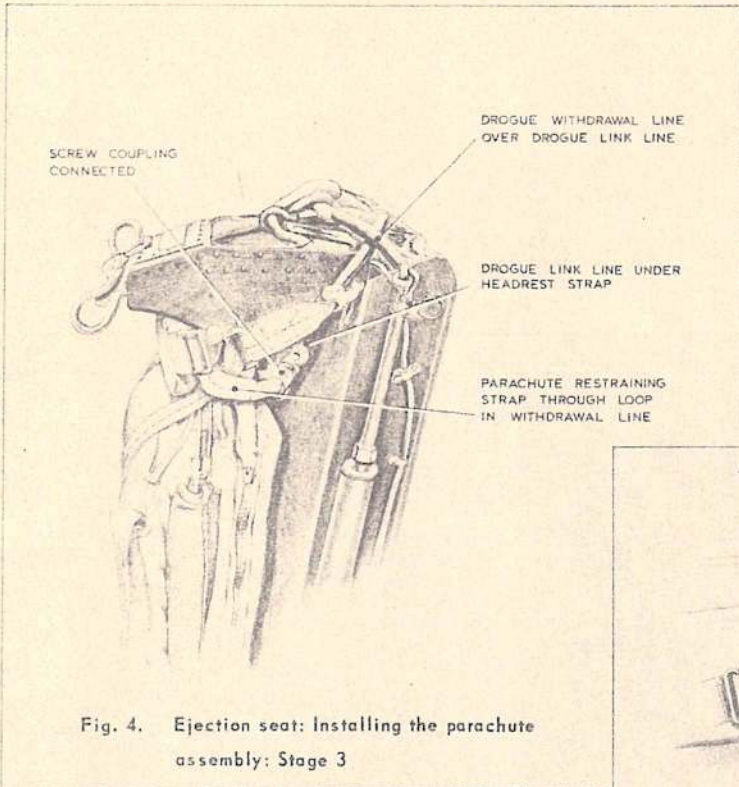 SCREW COUPLING
CONNECTED
DROGUE WITHDRAWAL LINE
OVER DROGUE LINK LINE
DROGUE LINK LINE UNDER
HEADREST STRAP
PARACHUTE RESTRAINING
STRAP THROUGH LOOP
IN WITHDRAWAL LINE
Fig. 4. Ejection seat: Installing the parachute
assembly: Stage 3